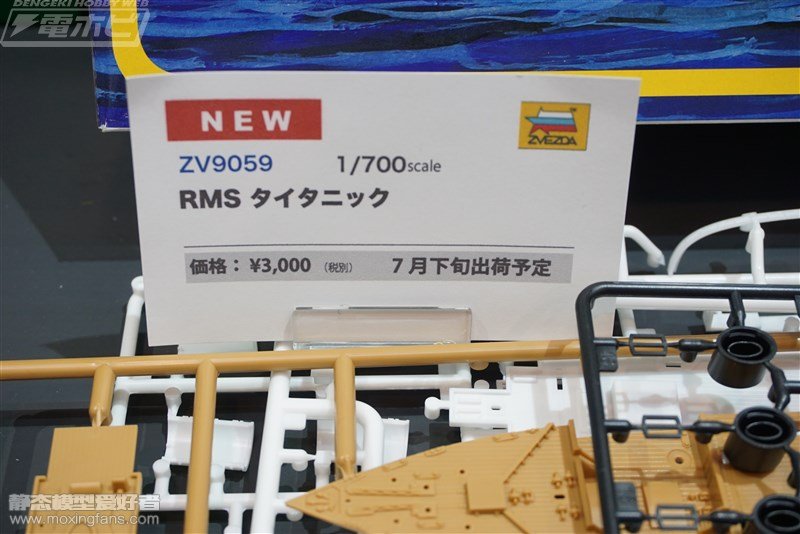 DENGEKI HOBBY WEB
電ホビ
NEW
ZVEZDA
ZV9059 1/700scale
RMS タイタニック
価格：¥3,000（税別） 7月下旬出荷予定
静态模型爱好者
www.moxingfans.com